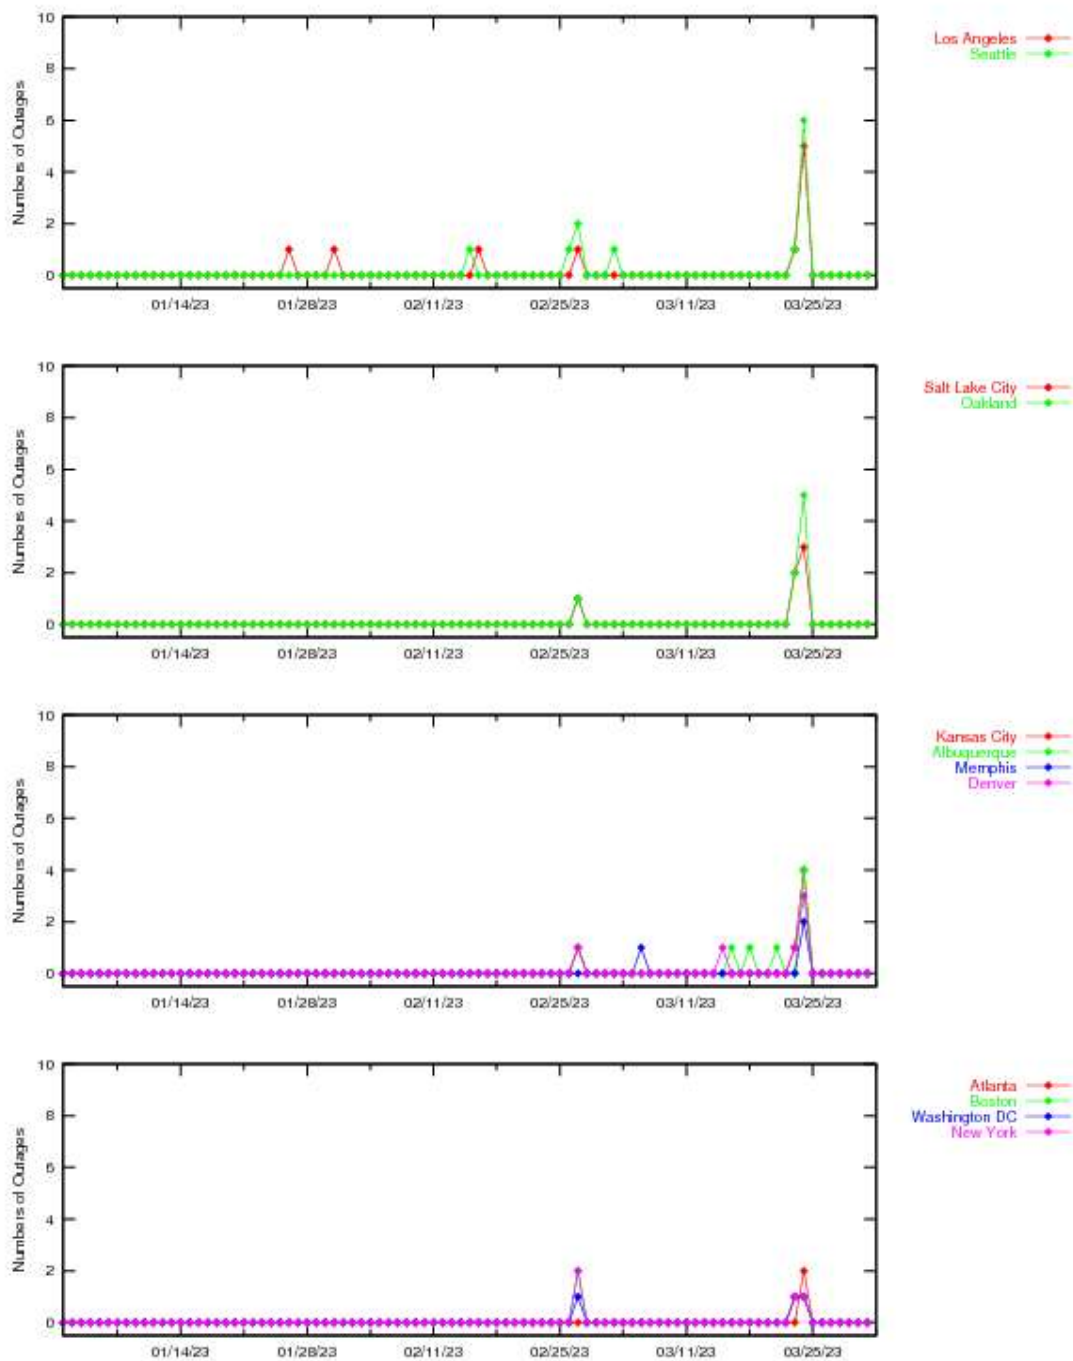 10
8
6
4
2
0
Numbers of Outages
01/14/23 01/28/23 02/11/23 02/25/23 03/11/23 03/25/23
Los Angeles
Seattle
10
8
6
4
2
0
Numbers of Outages
01/14/23 01/28/23 02/11/23 02/25/23 03/11/23 03/25/23
Salt Lake City
Oakland
10
8
6
4
2
0
Numbers of Outages
01/14/23 01/28/23 02/11/23 02/25/23 03/11/23 03/25/23
Kansas City
Albuquerque
Memphis
Denver
10
8
6
4
2
0
Numbers of Outages
01/14/23 01/28/23 02/11/23 02/25/23 03/11/23 03/25/23
Atlanta
Boston
Washington DC
New York